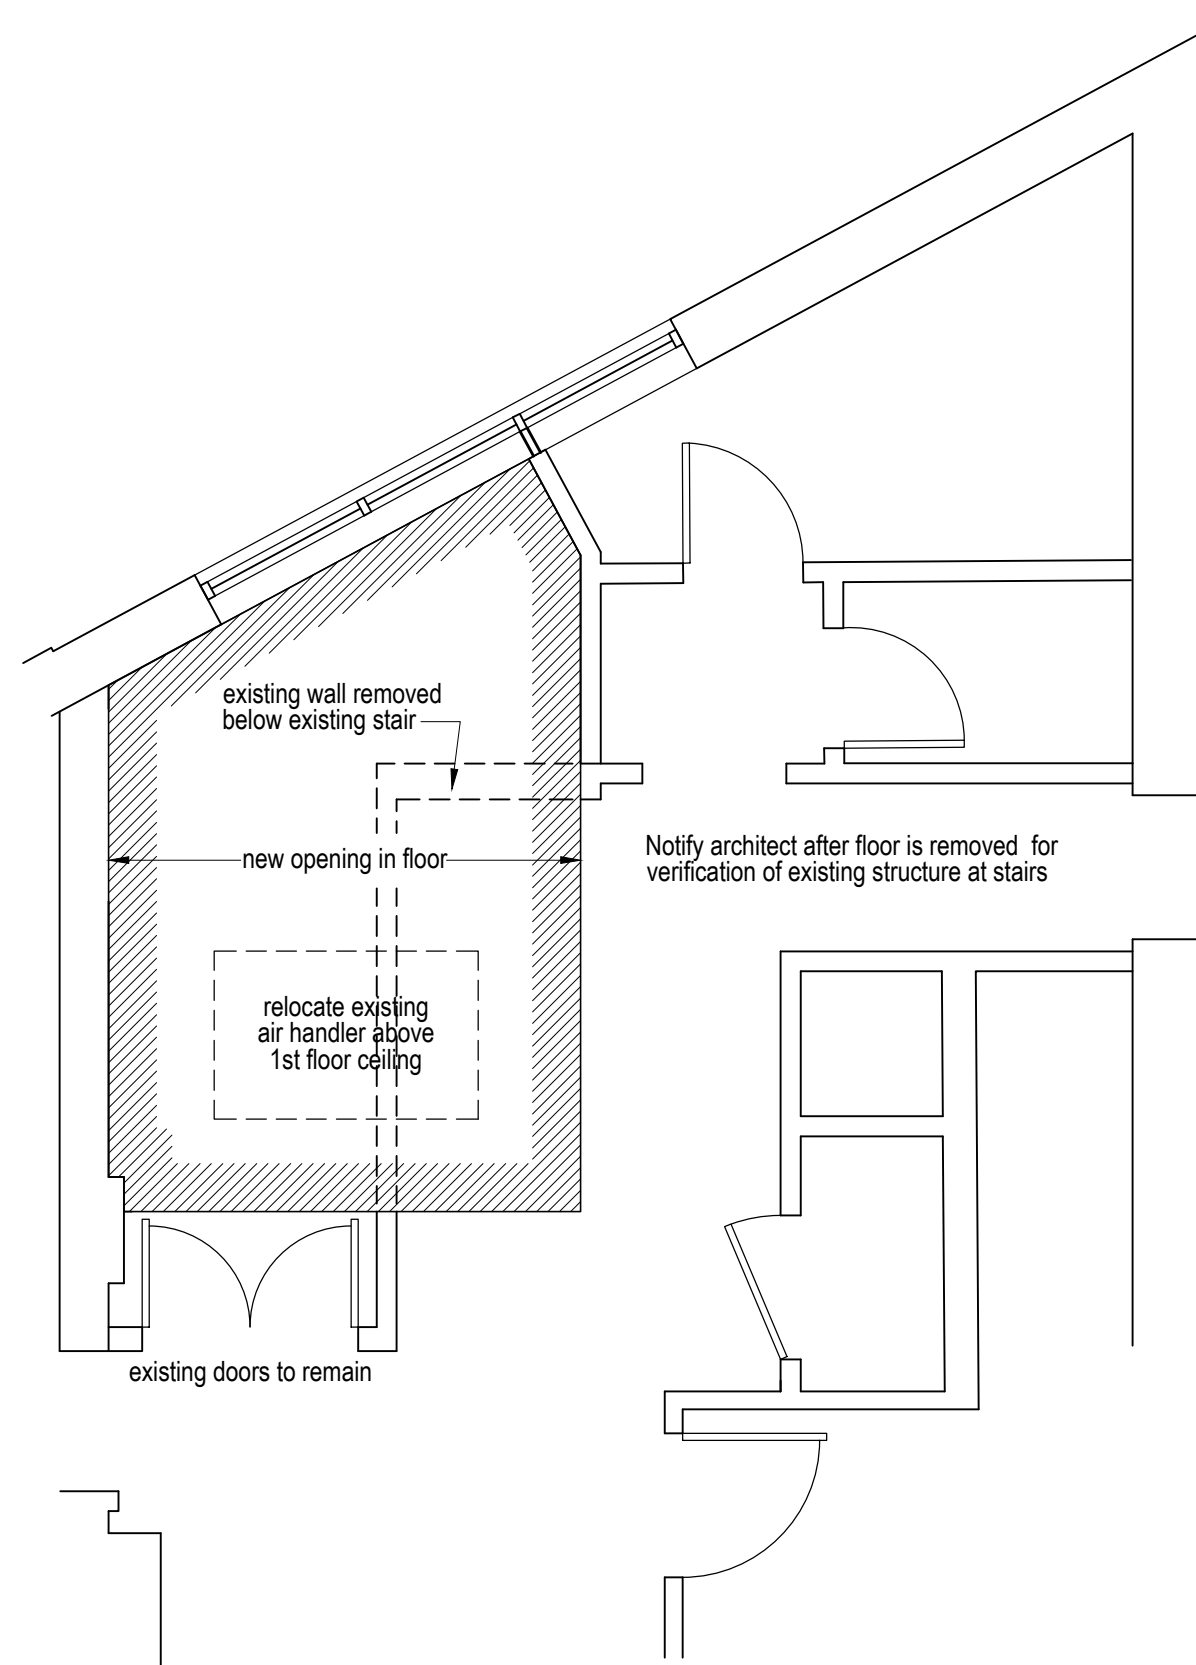 existing wall removed
below existing stair
new opening in floor
Notify architect after floor is removed for
verification of existing structure at stairs
relocate existing
air handler above
1st floor ceiling
existing doors to remain